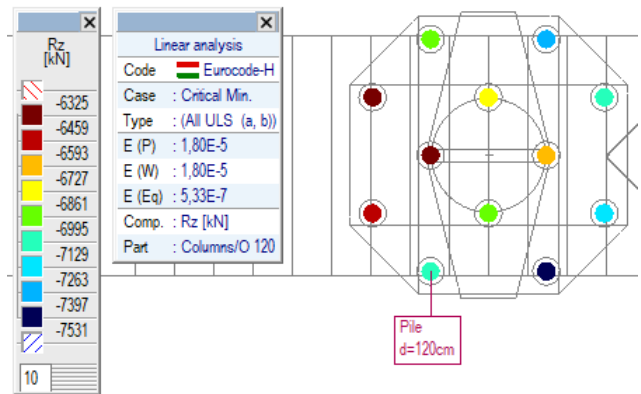 Rz
[kN]
-6325
-6459
-6593
-6727
-6861
-6995
-7129
-7263
-7397
-7531
10
Linear analysis
Code Eurocode-H
Case : Critical Min.
Type : (All ULS (a, b))
E (P) : 1,80E-5
E (W) : 1,80E-5
E (Eq) : 5,33E-7
Comp. : Rz [kN]
Part : Columns/O 120
Pile
d=120cm